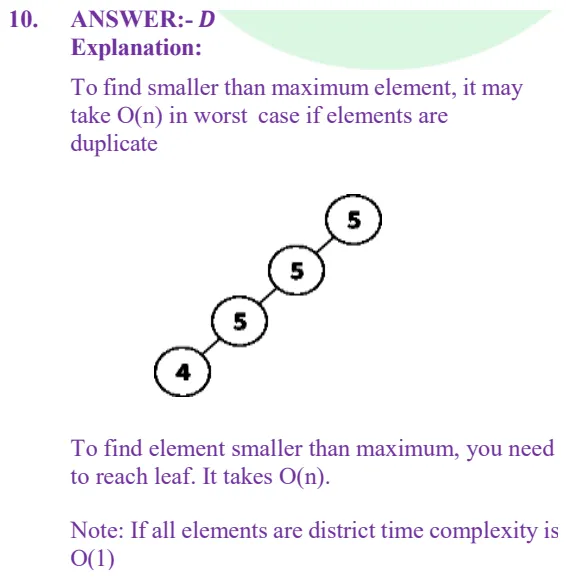 10. ANSWER:- D
Explanation:
To find smaller than maximum element, it may
take O(n) in worst case if elements are
duplicate
5
5
5
4
To find element smaller than maximum, you need
to reach leaf. It takes O(n).
Note: If all elements are district time complexity is
O(1)